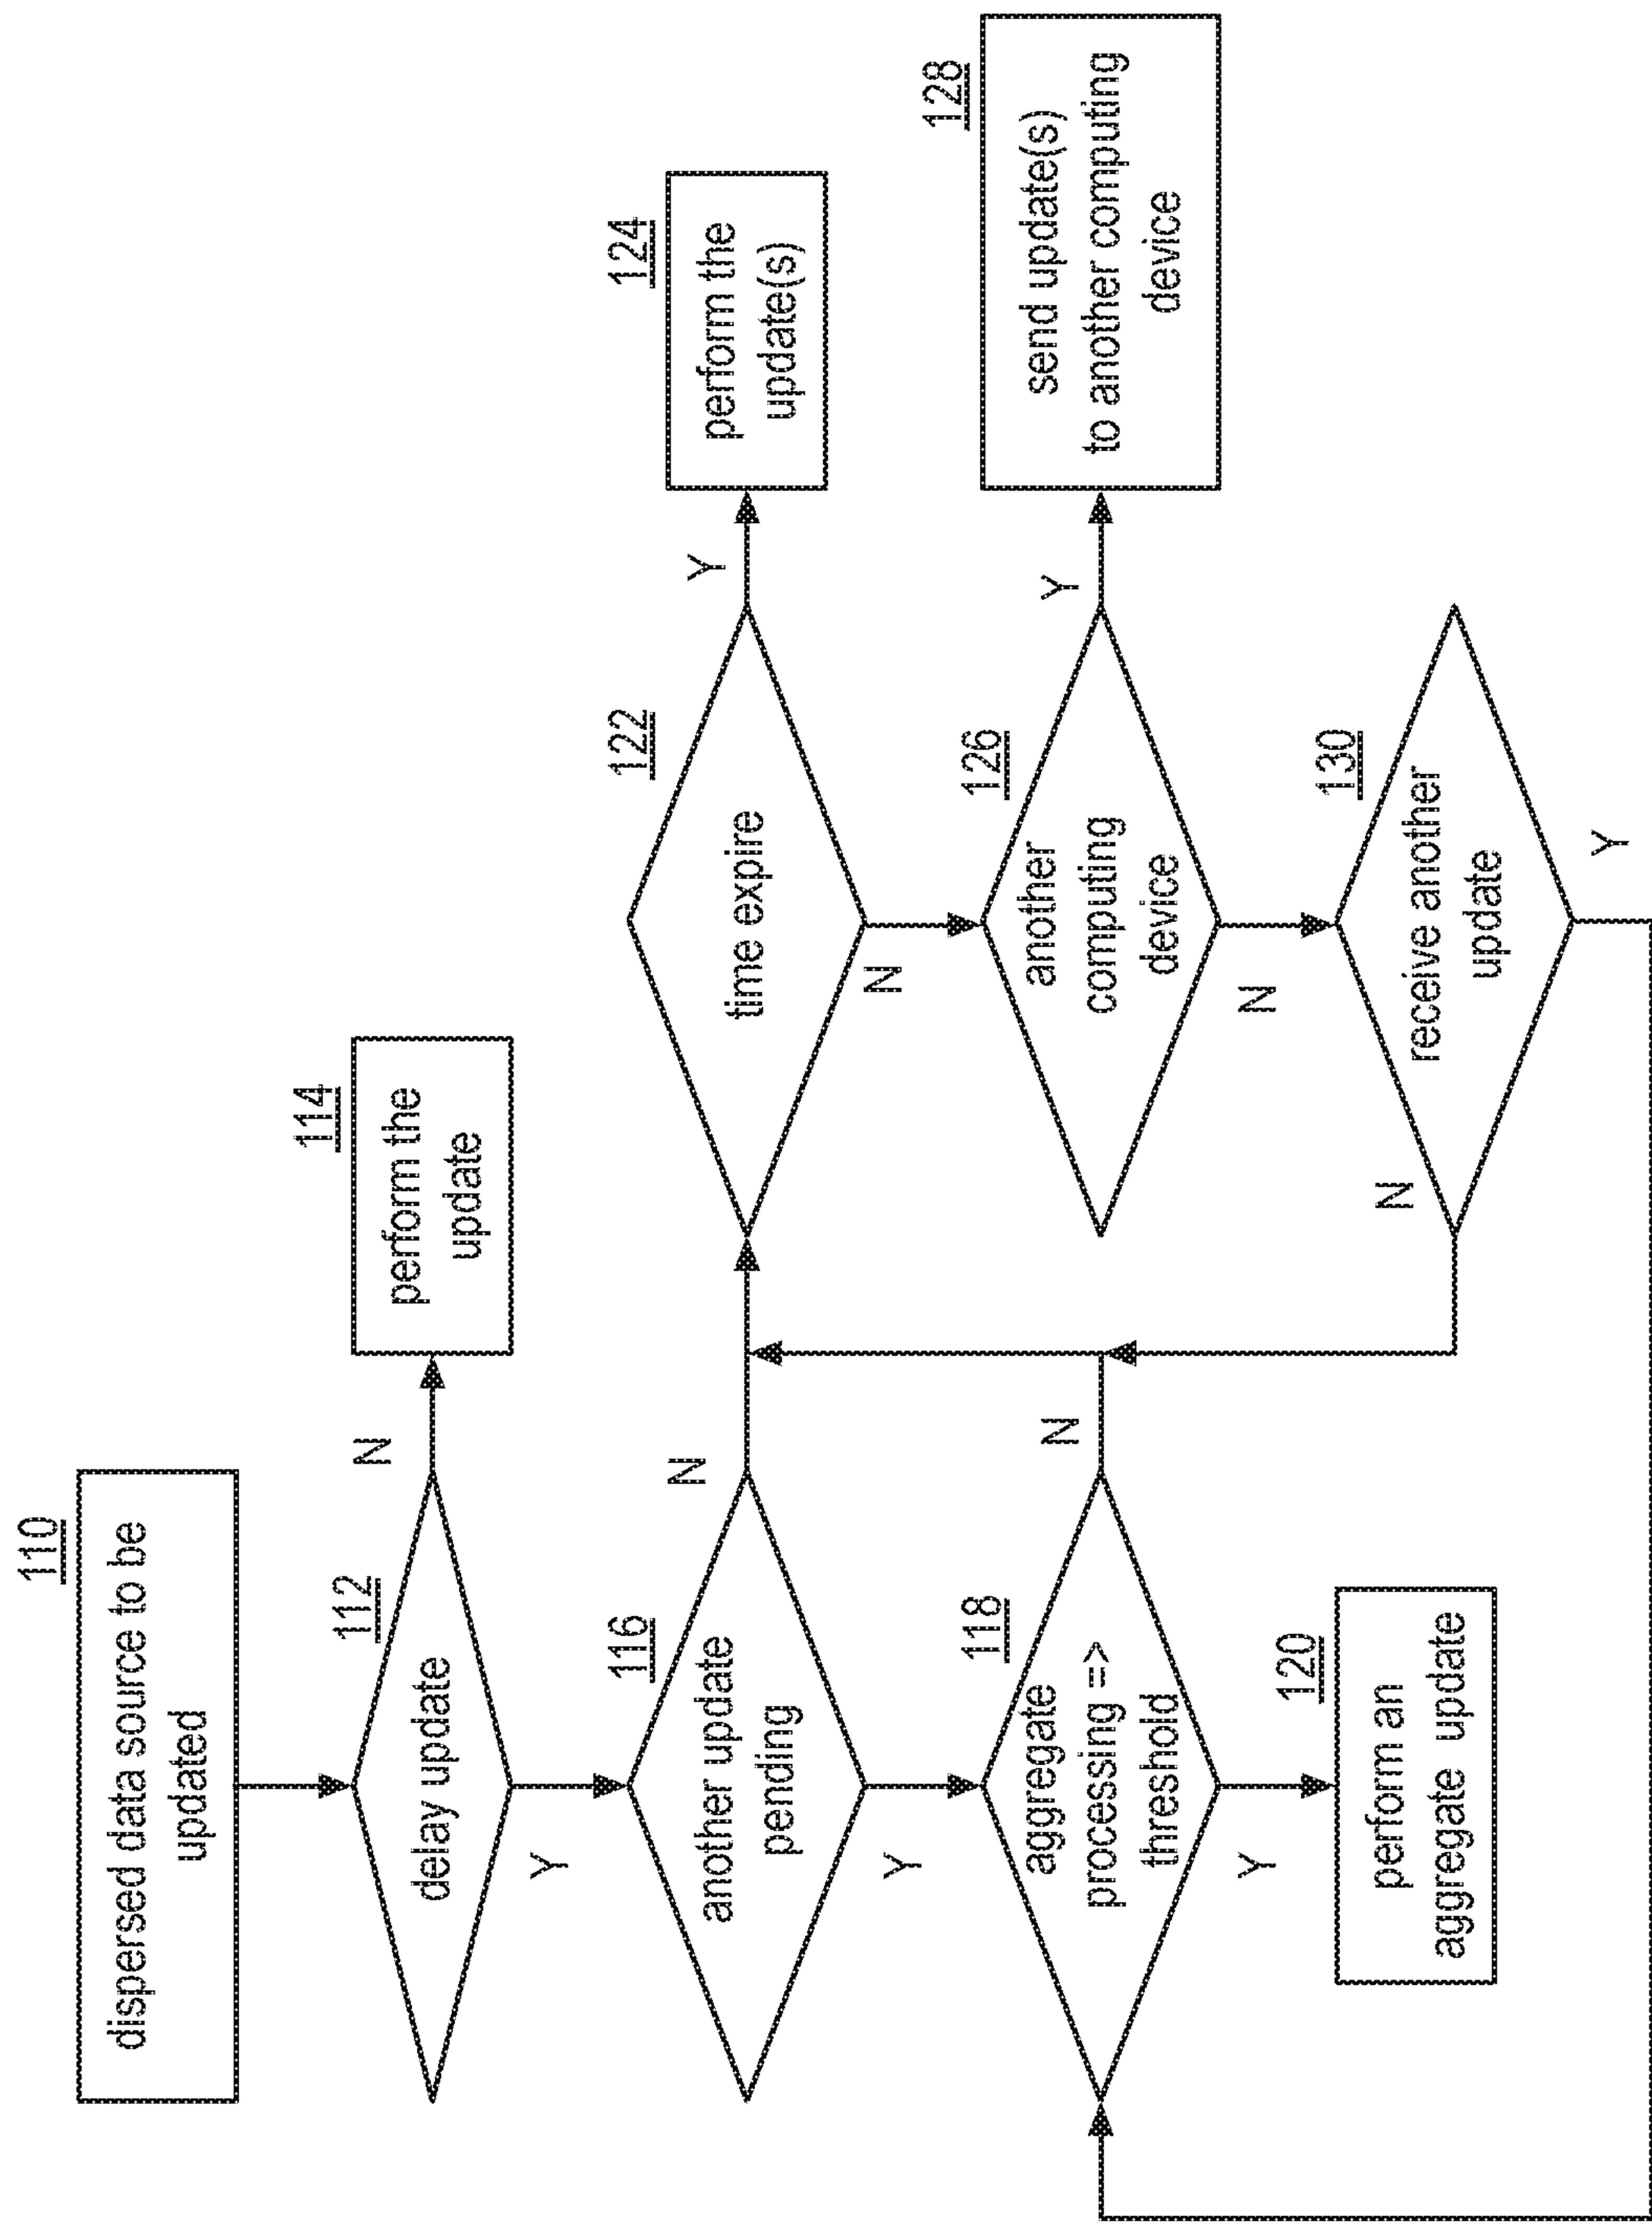 110
dispersed data source to be
updated
112
delay update
N
Y
114
perform the
update
116
another update
pending
N
Y
118
aggregate
processing =>
threshold
N
Y
120
perform an
aggregate update
122
time expire
Y
N
124
perform the
update(s)
126
another
computing
device
Y
N
128
send update(s)
to another computing
device
130
receive another
update
N
Y